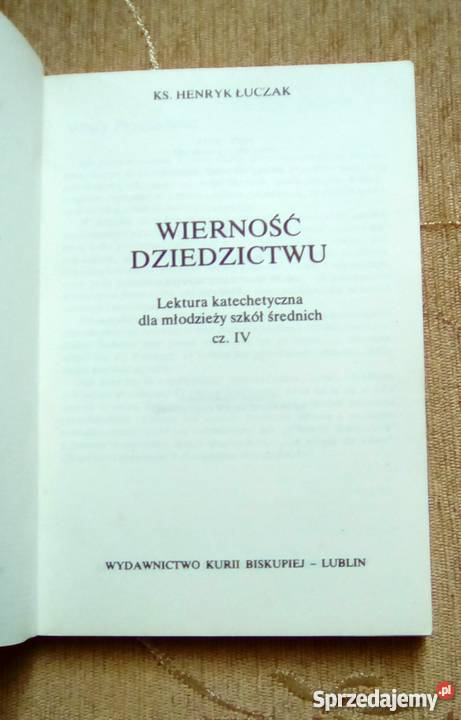 KS. HENRYK ŁUCZAK
WIERNOŚĆ
DZIEDZICTWU
Lektura katechetyczna
dla młodzieży szkół średnich
cz. IV
WYDAWNICTWO KURII BISKUPIEJ – LUBLIN
Sprzedajemy.pl